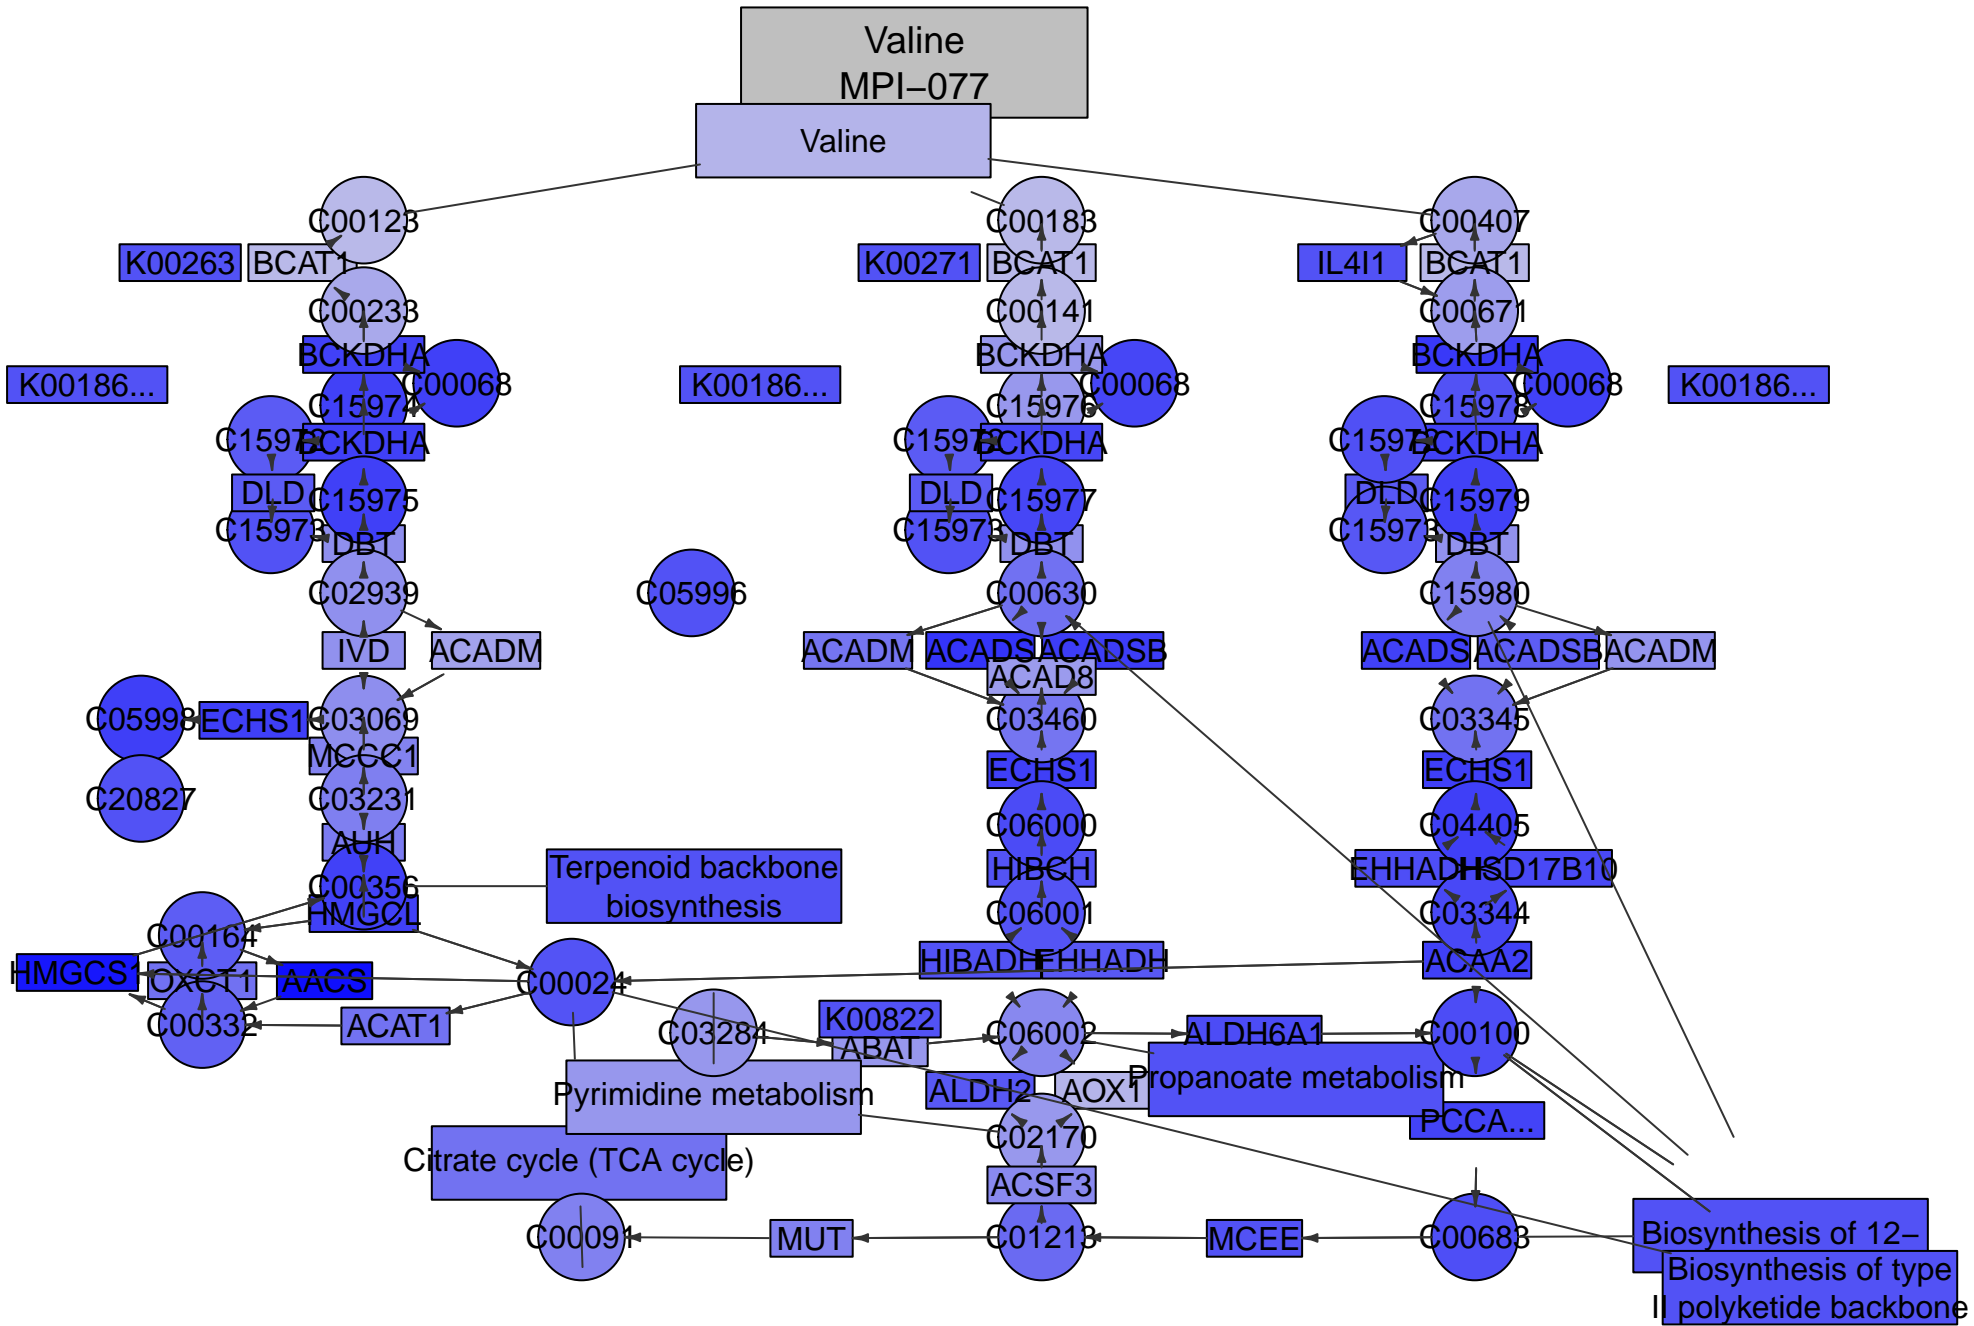 Valine
MPI−077
Valine
C00123
C00183
C00407
K00263
BCAT1
K00271
BCAT1
IL4I1
BCAT1
C00233
C00141
C00671
BCKDHA
BCKDHA
BCKDHA
K00186...
C00068
K00186...
C00068
C00068
K00186...
C15974
C15976
C15978
C15972
BCKDHA
C15972
BCKDHA
C15972
BCKDHA
DLD
C15975
DLD
C15977
DLD
C15979
C15973
C15973
C15973
DBT
DBT
DBT
C02939
C05996
C00630
C15980
IVD
ACADM
ACADM
ACADS
ACADSB
ACADS
ACADSB
ACADM
ACAD8
C05998
ECHS1
C03069
C03460
C03345
MCCC1
ECHS1
ECHS1
C20827
C03231
C06000
C04405
AUH
HIBCH
EHHADH
HSD17B10
Terpenoid backbone
biosynthesis
C00356
HMGCL
C06001
C03344
C00164
HIBADH
EHHADH
ACAA2
HMGCS1
OXCT1
AACS
C00024
C00332
ACAT1
C03284
K00822
ABAT
C06002
ALDH6A1
C00100
Pyrimidine metabolism
ALDH2
AOX1
Propanoate metabolism
PCCA...
C02170
Citrate cycle (TCA cycle)
ACSF3
C00091
MUT
C01213
MCEE
C00683
Biosynthesis of 12−
Biosynthesis of type
II polyketide backbone